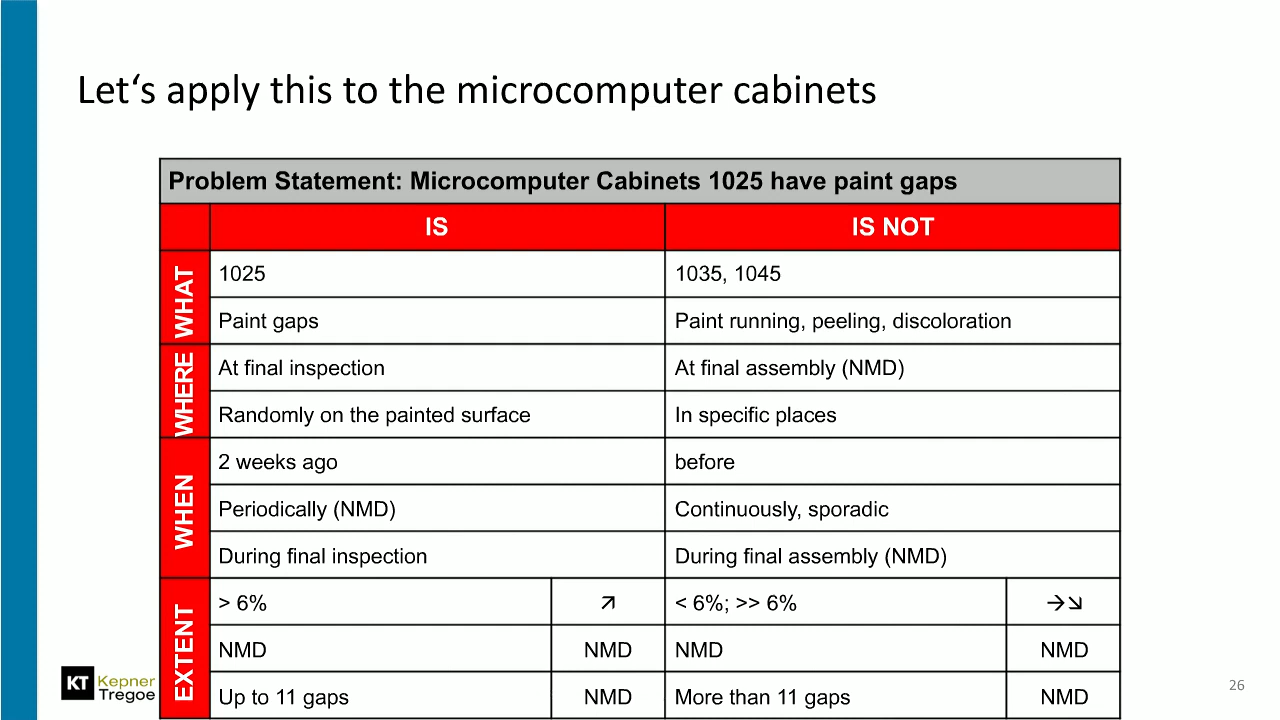 Let‘s apply this to the microcomputer cabinets
Problem Statement: Microcomputer Cabinets 1025 have paint gaps
IS IS NOT
WHAT
1025 1035, 1045
Paint gaps Paint running, peeling, discoloration
WHERE
At final inspection At final assembly (NMD)
Randomly on the painted surface In specific places
WHEN
2 weeks ago before
Periodically (NMD) Continuously, sporadic
During final inspection During final assembly (NMD)
EXTENT
> 6% ↗ < 6%; >> 6% →↘
NMD NMD NMD NMD
Up to 11 gaps NMD More than 11 gaps NMD
KT Kepner
Tregoe
26